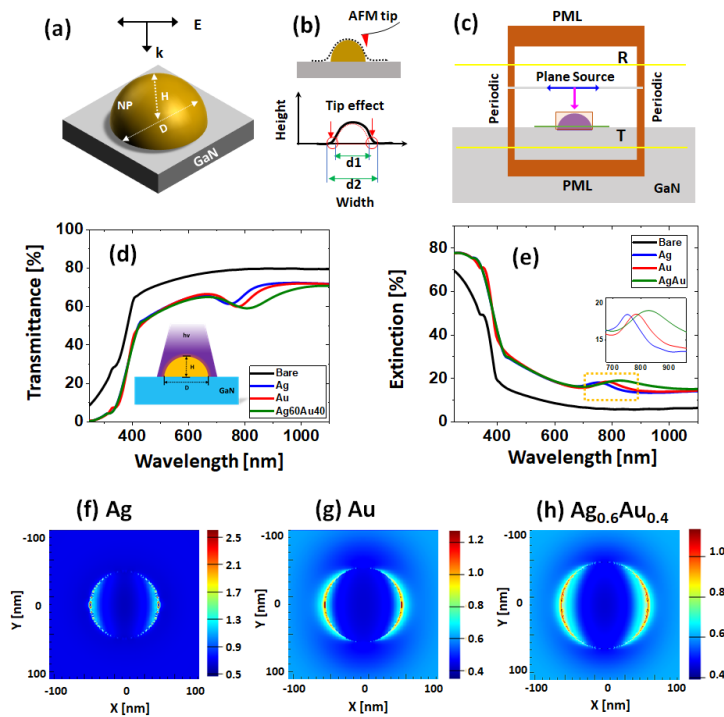 (a)
E
k
NP
H
D
GaN
(b)
AFM tip
Height
Tip effect
d1
d2
Width
(c)
PML
R
Plane Source
Periodic
Periodic
T
PML
GaN
(d)
Transmittance [%]
100
80
60
40
20
0
hν
H
D
GaN
Bare
Ag
Au
Ag60Au40
400 600 800 1000
Wavelength [nm]
(e)
Extinction [%]
80
60
40
20
0
Bare
Ag
Au
AgAu
20
15
700 800 900
200 400 600 800 1000
Wavelength [nm]
(f) Ag
Y [nm]
-100
0
100
-100 0 100
X [nm]
2.5
2.1
1.7
1.3
0.9
0.5
(g) Au
Y [nm]
-100
0
100
-100 0 100
X [nm]
1.2
1.0
0.8
0.6
0.4
(h) Ag0.6Au0.4
Y [nm]
-100
0
100
-100 0 100
X [nm]
1.0
0.8
0.6
0.4